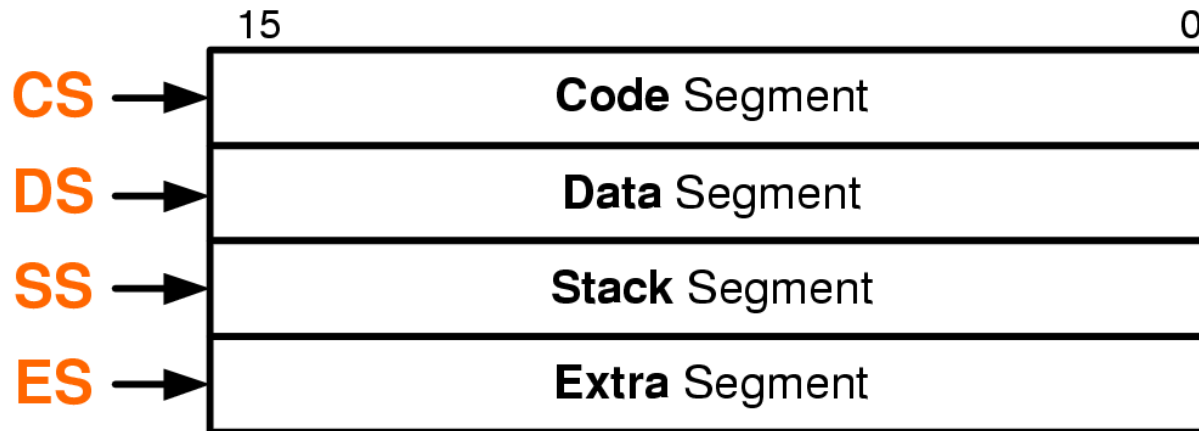 15 0
CS Code Segment
DS Data Segment
SS Stack Segment
ES Extra Segment